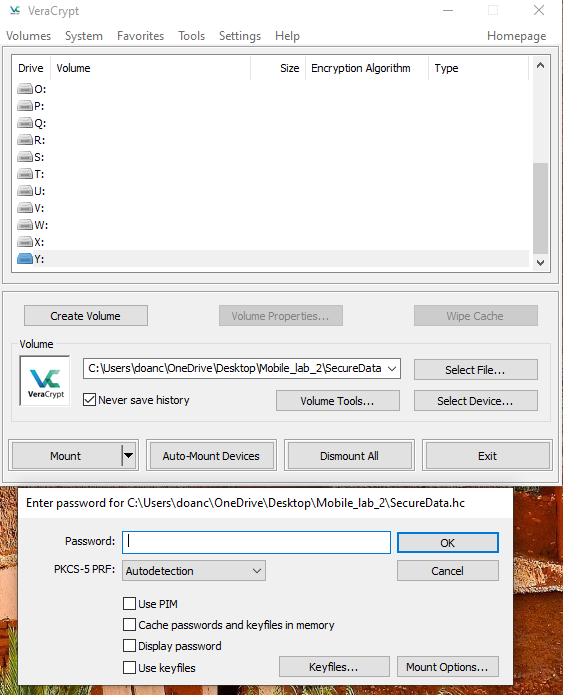 VeraCrypt
Volumes System Favorites Tools Settings Help Homepage
Drive Volume Size Encryption Algorithm Type
O:
P:
Q:
R:
S:
T:
U:
V:
W:
X:
Y:
Create Volume Volume Properties... Wipe Cache
Volume
VeraCrypt
C:\Users\doanc\OneDrive\Desktop\Mobile_lab_2\SecureData Select File...
Never save history Volume Tools... Select Device...
Mount Auto-Mount Devices Dismount All Exit
Enter password for C:\Users\doanc\OneDrive\Desktop\Mobile_lab_2\SecureData.hc
Password: OK
PKCS-5 PRF: Autodetection Cancel
Use PIM
Cache passwords and keyfiles in memory
Display password
Use keyfiles Keyfiles... Mount Options...